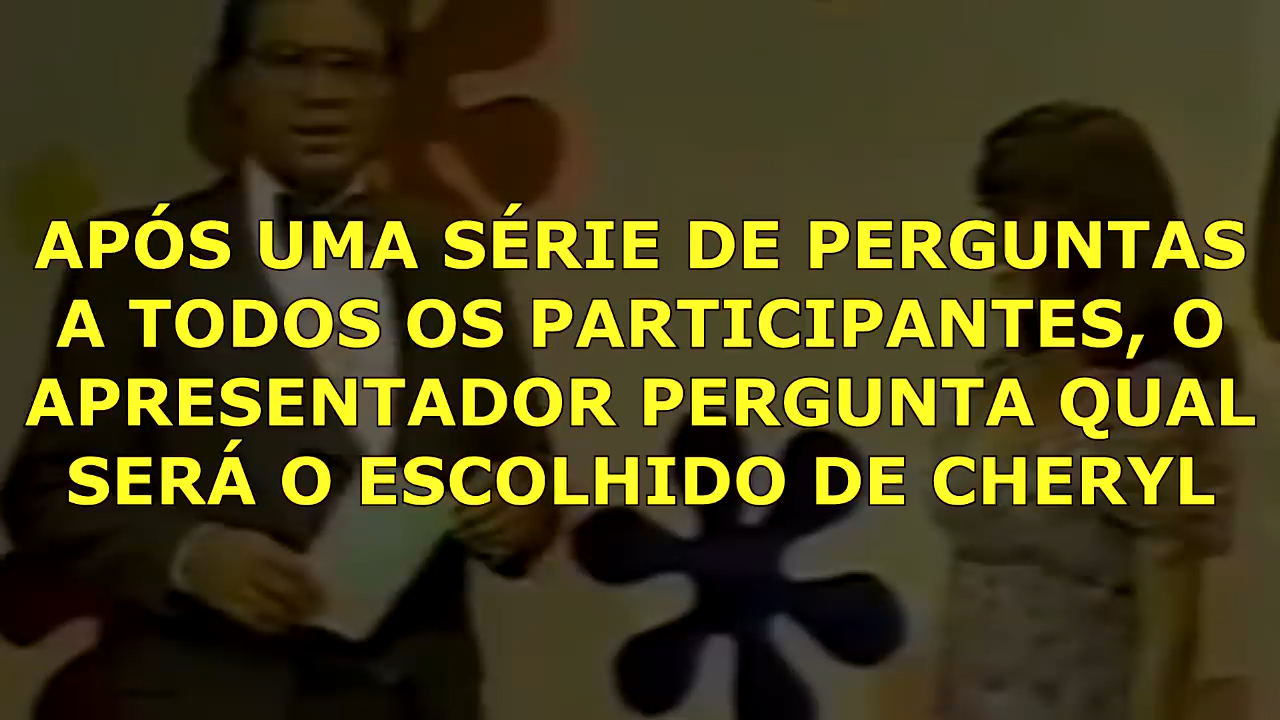 APÓS UMA SÉRIE DE PERGUNTAS
A TODOS OS PARTICIPANTES, O
APRESENTADOR PERGUNTA QUAL
SERÁ O ESCOLHIDO DE CHERYL